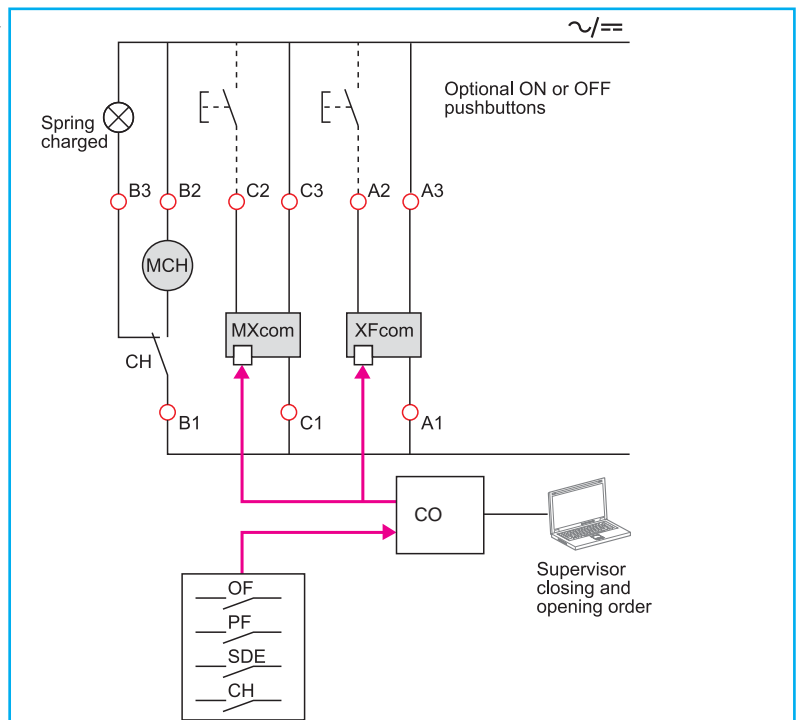 ∿/==
Optional ON or OFF
pushbuttons
Spring
charged
B3 B2 C2 C3 A2 A3
MCH
MXcom XFcom
CH
B1 C1 A1
CO
Supervisor
closing and
opening order
OF
PF
SDE
CH